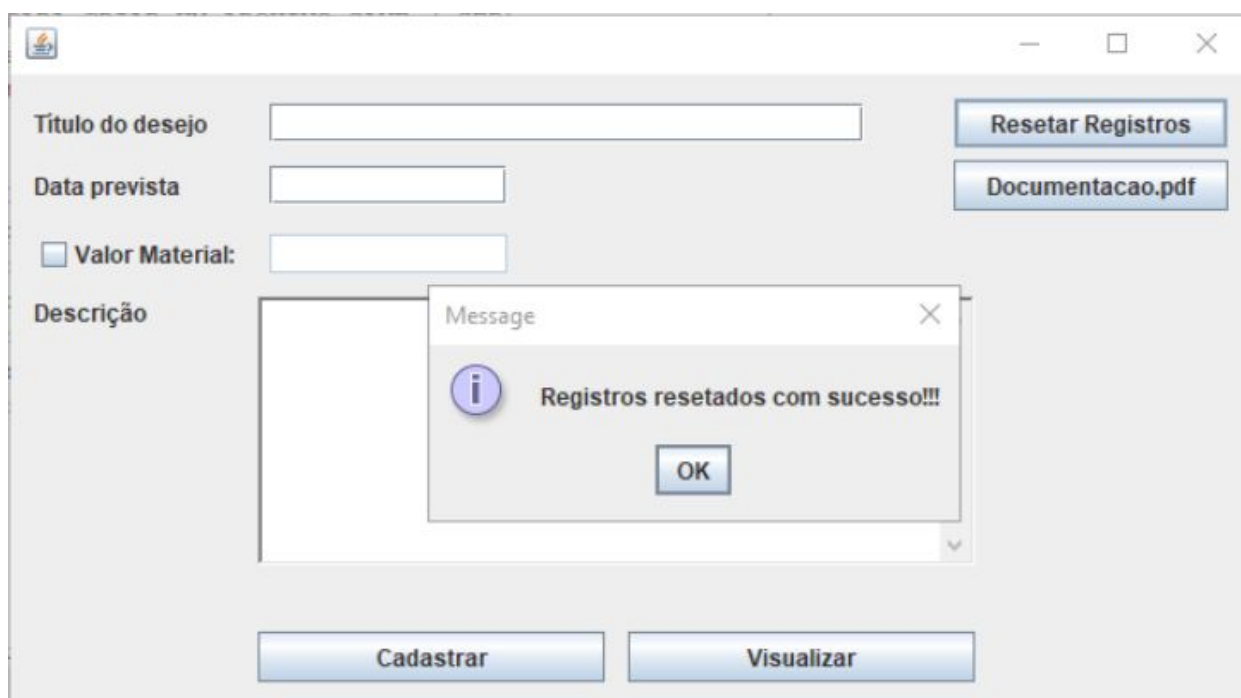 Título do desejo
Resetar Registros
Data prevista
Documentacao.pdf
Valor Material:
Descrição
Message
Registros resetados com sucesso!!!
OK
Cadastrar
Visualizar